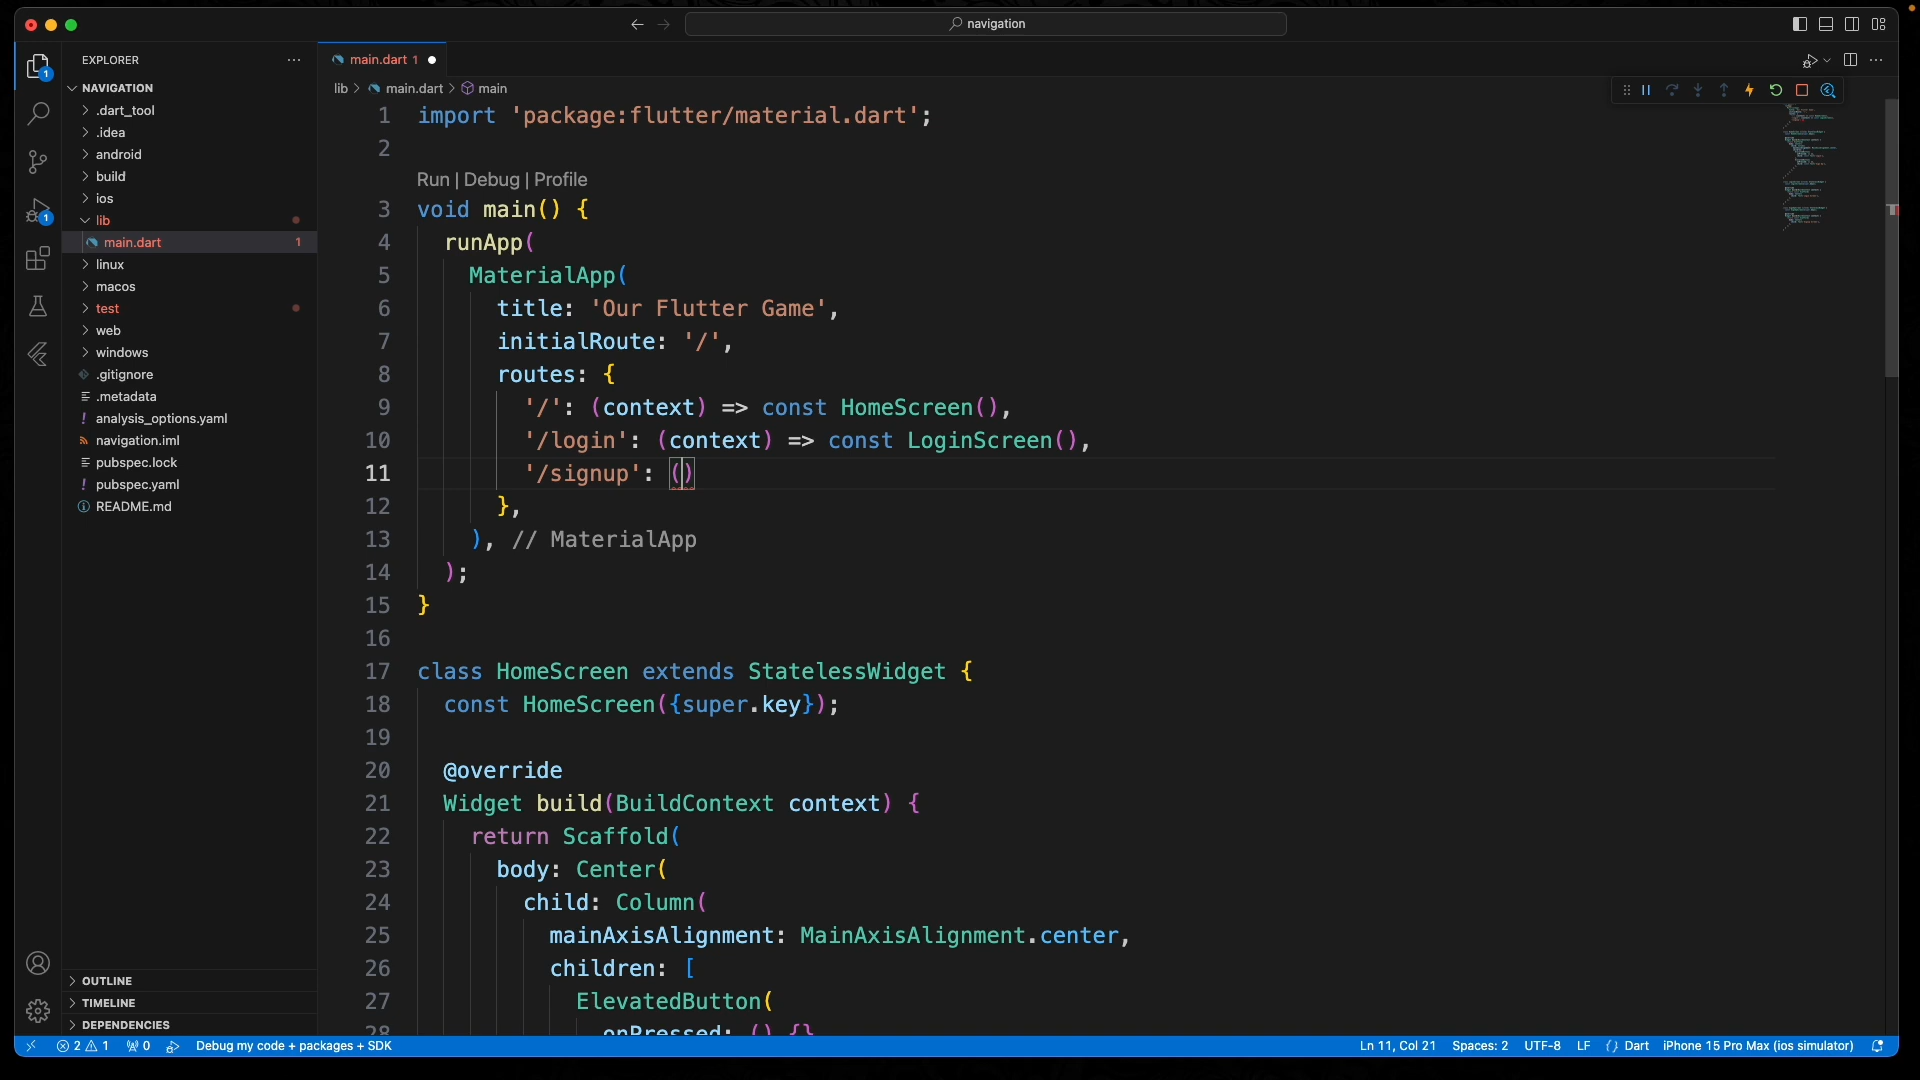 navigation
EXPLORER
NAVIGATION
.dart_tool
.idea
android
build
ios
lib
main.dart 1
linux
macos
test
web
windows
.gitignore
.metadata
! analysis_options.yaml
navigation.iml
pubspec.lock
! pubspec.yaml
README.md
OUTLINE
TIMELINE
DEPENDENCIES
1
1
main.dart 1
lib > main.dart > main
1 import 'package:flutter/material.dart';
2
Run | Debug | Profile
3 void main() {
4 runApp(
5 MaterialApp(
6 title: 'Our Flutter Game',
7 initialRoute: '/',
8 routes: {
9 '/': (context) => const HomeScreen(),
10 '/login': (context) => const LoginScreen(),
11 '/signup': ()
12 },
13 ), // MaterialApp
14 );
15 }
16
17 class HomeScreen extends StatelessWidget {
18 const HomeScreen({super.key});
19
20 @override
21 Widget build(BuildContext context) {
22 return Scaffold(
23 body: Center(
24 child: Column(
25 mainAxisAlignment: MainAxisAlignment.center,
26 children: [
27 ElevatedButton(
28 onPressed: () {}
2 1 0 Debug my code + packages + SDK
Ln 11, Col 21 Spaces: 2 UTF-8 LF {} Dart iPhone 15 Pro Max (ios simulator)